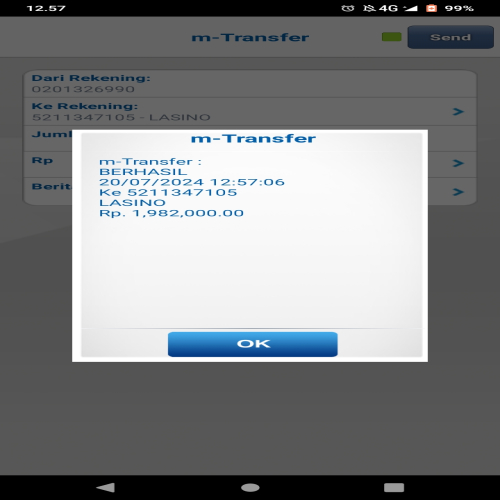 12.57
4G
99%
m-Transfer
Send
Dari Rekening:
0201326990
Ke Rekening:
5211347105 - LASINO
Juml
Rp
Berit
m-Transfer
m-Transfer :
BERHASIL
20/07/2024 12:57:06
Ke 5211347105
LASINO
Rp. 1,982,000.00
OK